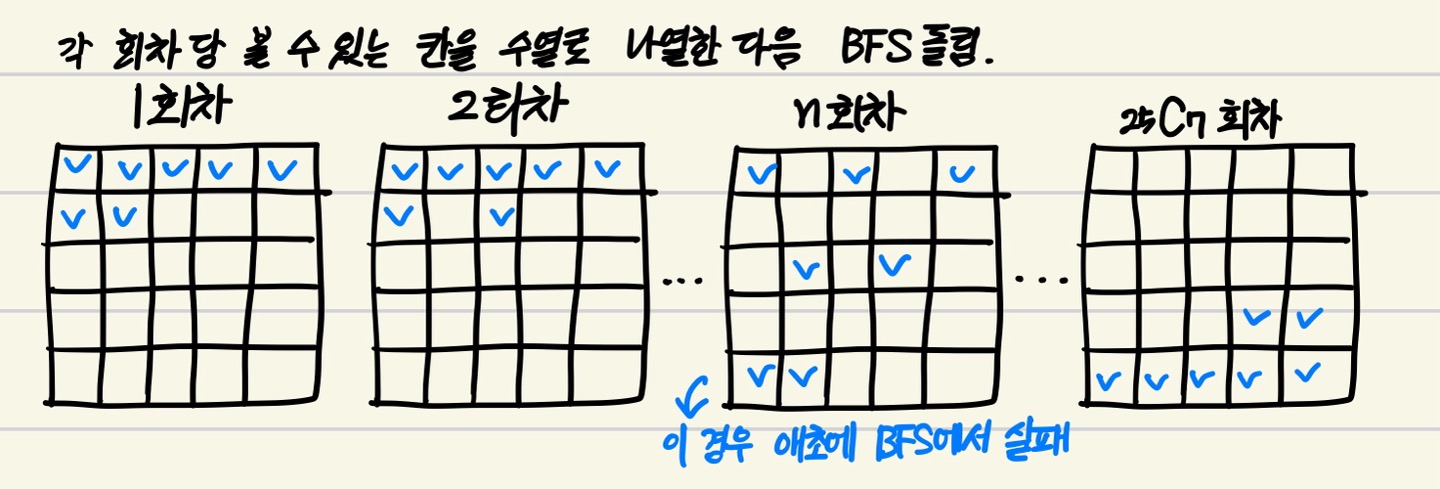 각 회차당 볼 수 있는 칸을 수열로 나열한 다음 BFS 돌림.
1회차
2회차
n회차
25C7 회차
...
...
이 경우 애초에 BFS에서 실패